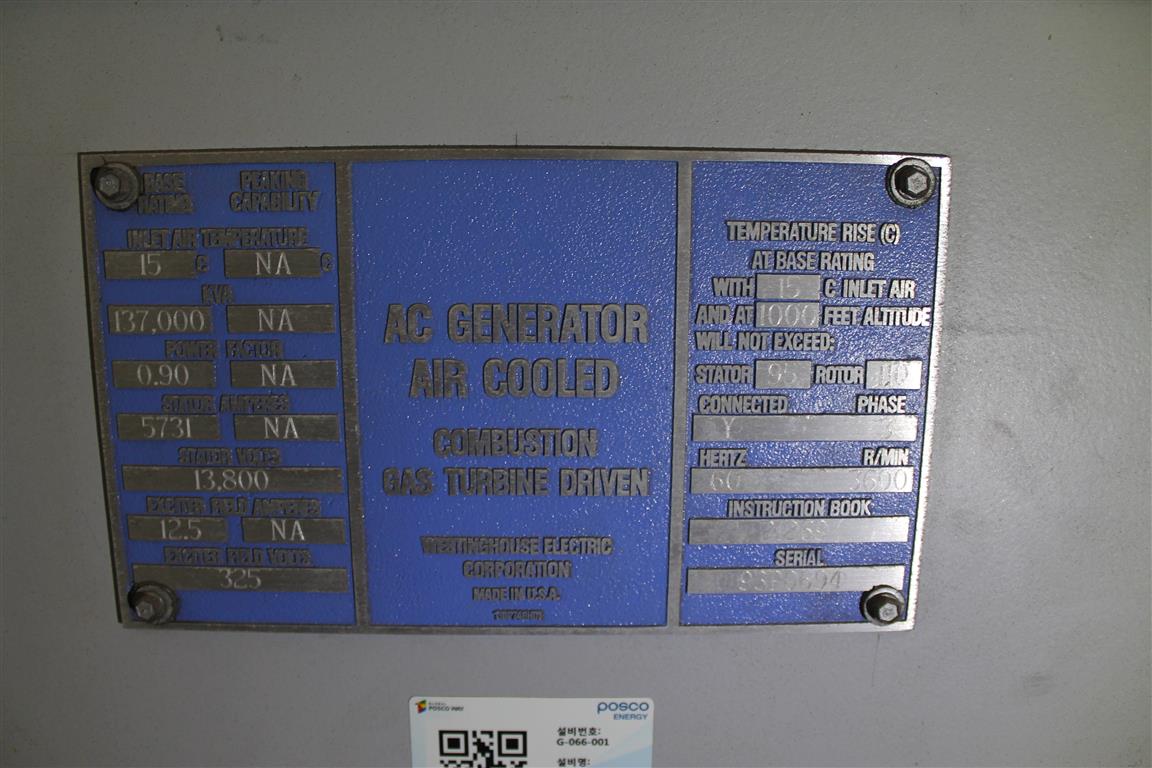 BASE RATING
PEAKING CAPABILITY
INLET AIR TEMPERATURE
15 C NA C
KVA
137,000 NA
POWER FACTOR
0.90 NA
STATOR AMPERES
5731 NA
STATOR VOLTS
13,800
EXCITER FIELD AMPERES
12.5 NA
EXCITER FIELD VOLTS
325
AC GENERATOR
AIR COOLED
COMBUSTION
GAS TURBINE DRIVEN
WESTINGHOUSE ELECTRIC
CORPORATION
MADE IN U.S.A.
TEMPERATURE RISE (C)
AT BASE RATING
WITH 15 C INLET AIR
AND AT 1000 FEET ALTITUDE
WILL NOT EXCEED:
STATOR 95 ROTOR
CONNECTED PHASE
Y 3
HERTZ R/MIN
60 3600
INSTRUCTION BOOK
SERIAL
GLOBAL
POSCO WAY
posco
ENERGY
설비번호:
G-066-001
설비명: